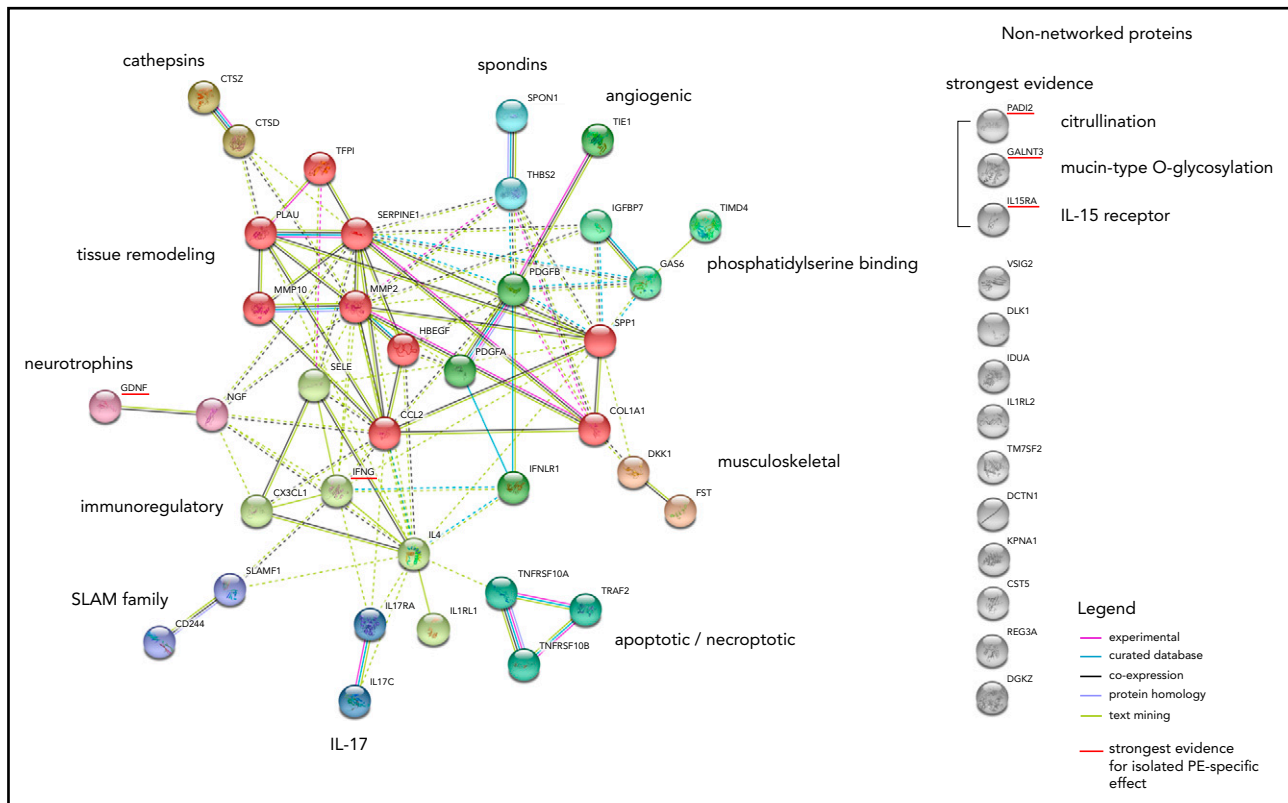 Non-networked proteins
cathepsins
CTSZ
CTSD
spondins
SPON1
THBS2
angiogenic
TIE1
strongest evidence
PADI2
citrullination
GALNT3
mucin-type O-glycosylation
IL15RA
IL-15 receptor
TFPI
PLAU
SERPINE1
tissue remodeling
MMP10
MMP2
HBEGF
IGFBP7
TIMD4
GAS6
phosphatidylserine binding
PDGFB
PDGFA
SPP1
VSIG2
DLK1
IDUA
IL1RL2
TM7SF2
DCTN1
KPNA1
CST5
REG3A
DGKZ
neurotrophins
GDNF
NGF
SELE
CCL2
COL1A1
musculoskeletal
DKK1
FST
immunoregulatory
CX3CL1
IFNG
IFNLR1
IL4
SLAM family
SLAMF1
CD244
IL17RA
IL1RL1
IL17C
IL-17
TNFRSF10A
TRAF2
TNFRSF10B
apoptotic / necroptotic
Legend
experimental
curated database
co-expression
protein homology
text mining
strongest evidence
for isolated PE-specific
effect